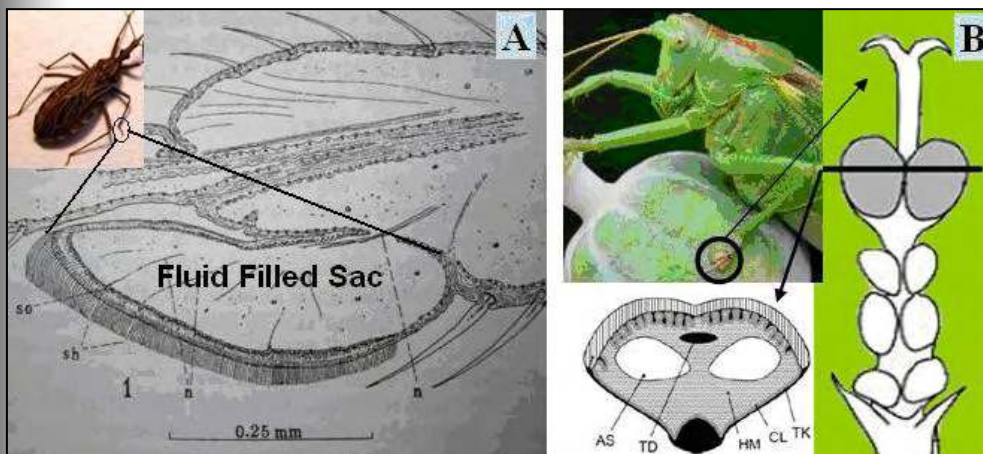 A
Fluid Filled Sac
so
sh
1
n
n
0.25 mm
B
AS
TD
HM
CL
TK